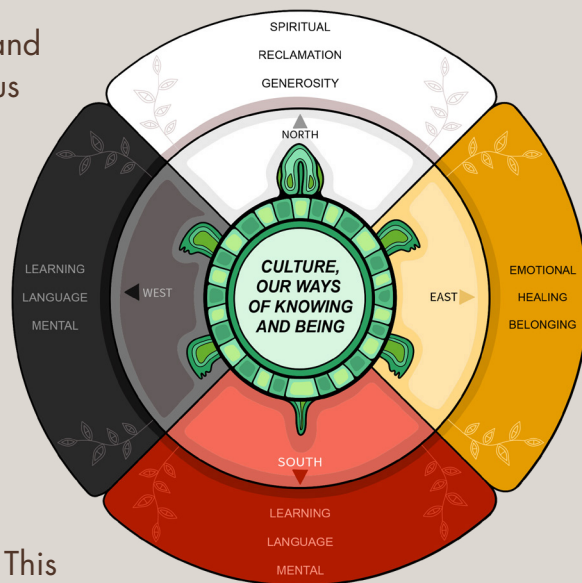 and
us
SPIRITUAL
RECLAMATION
GENEROSITY
NORTH
LEARNING
LANGUAGE
MENTAL
WEST
CULTURE,
OUR WAYS
OF KNOWING
AND BEING
EAST
EMOTIONAL
HEALING
BELONGING
SOUTH
LEARNING
LANGUAGE
MENTAL
This